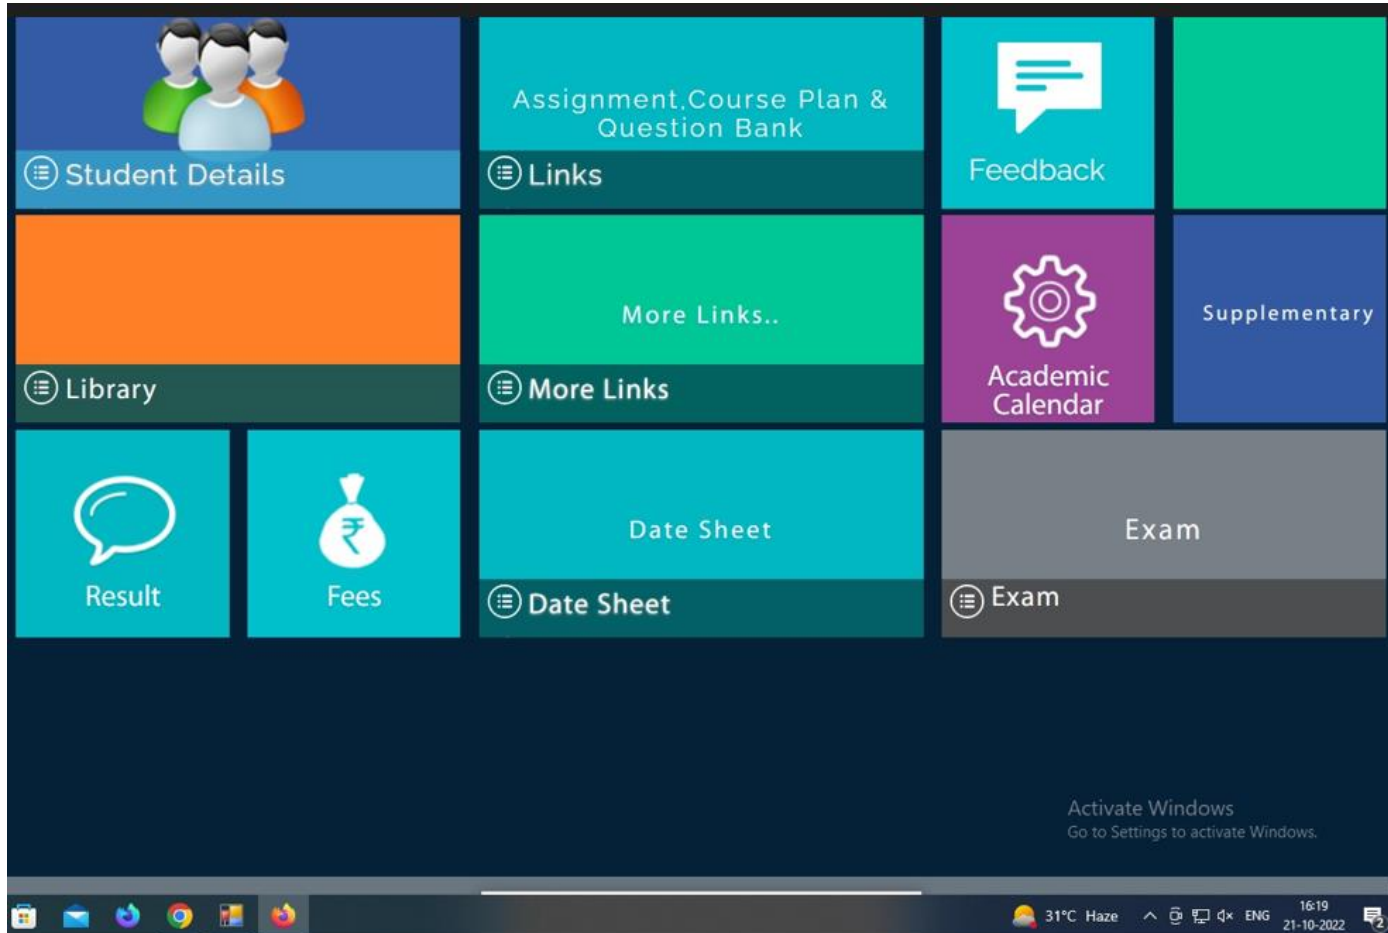 Assignment,Course Plan &
Question Bank
Student Details
Links
Feedback
More Links..
Supplementary
Library
More Links
Academic
Calendar
₹
Date Sheet
Exam
Result
Fees
Date Sheet
Exam
Activate Windows
Go to Settings to activate Windows.
31°C Haze
ENG
16:19
21-10-2022
2